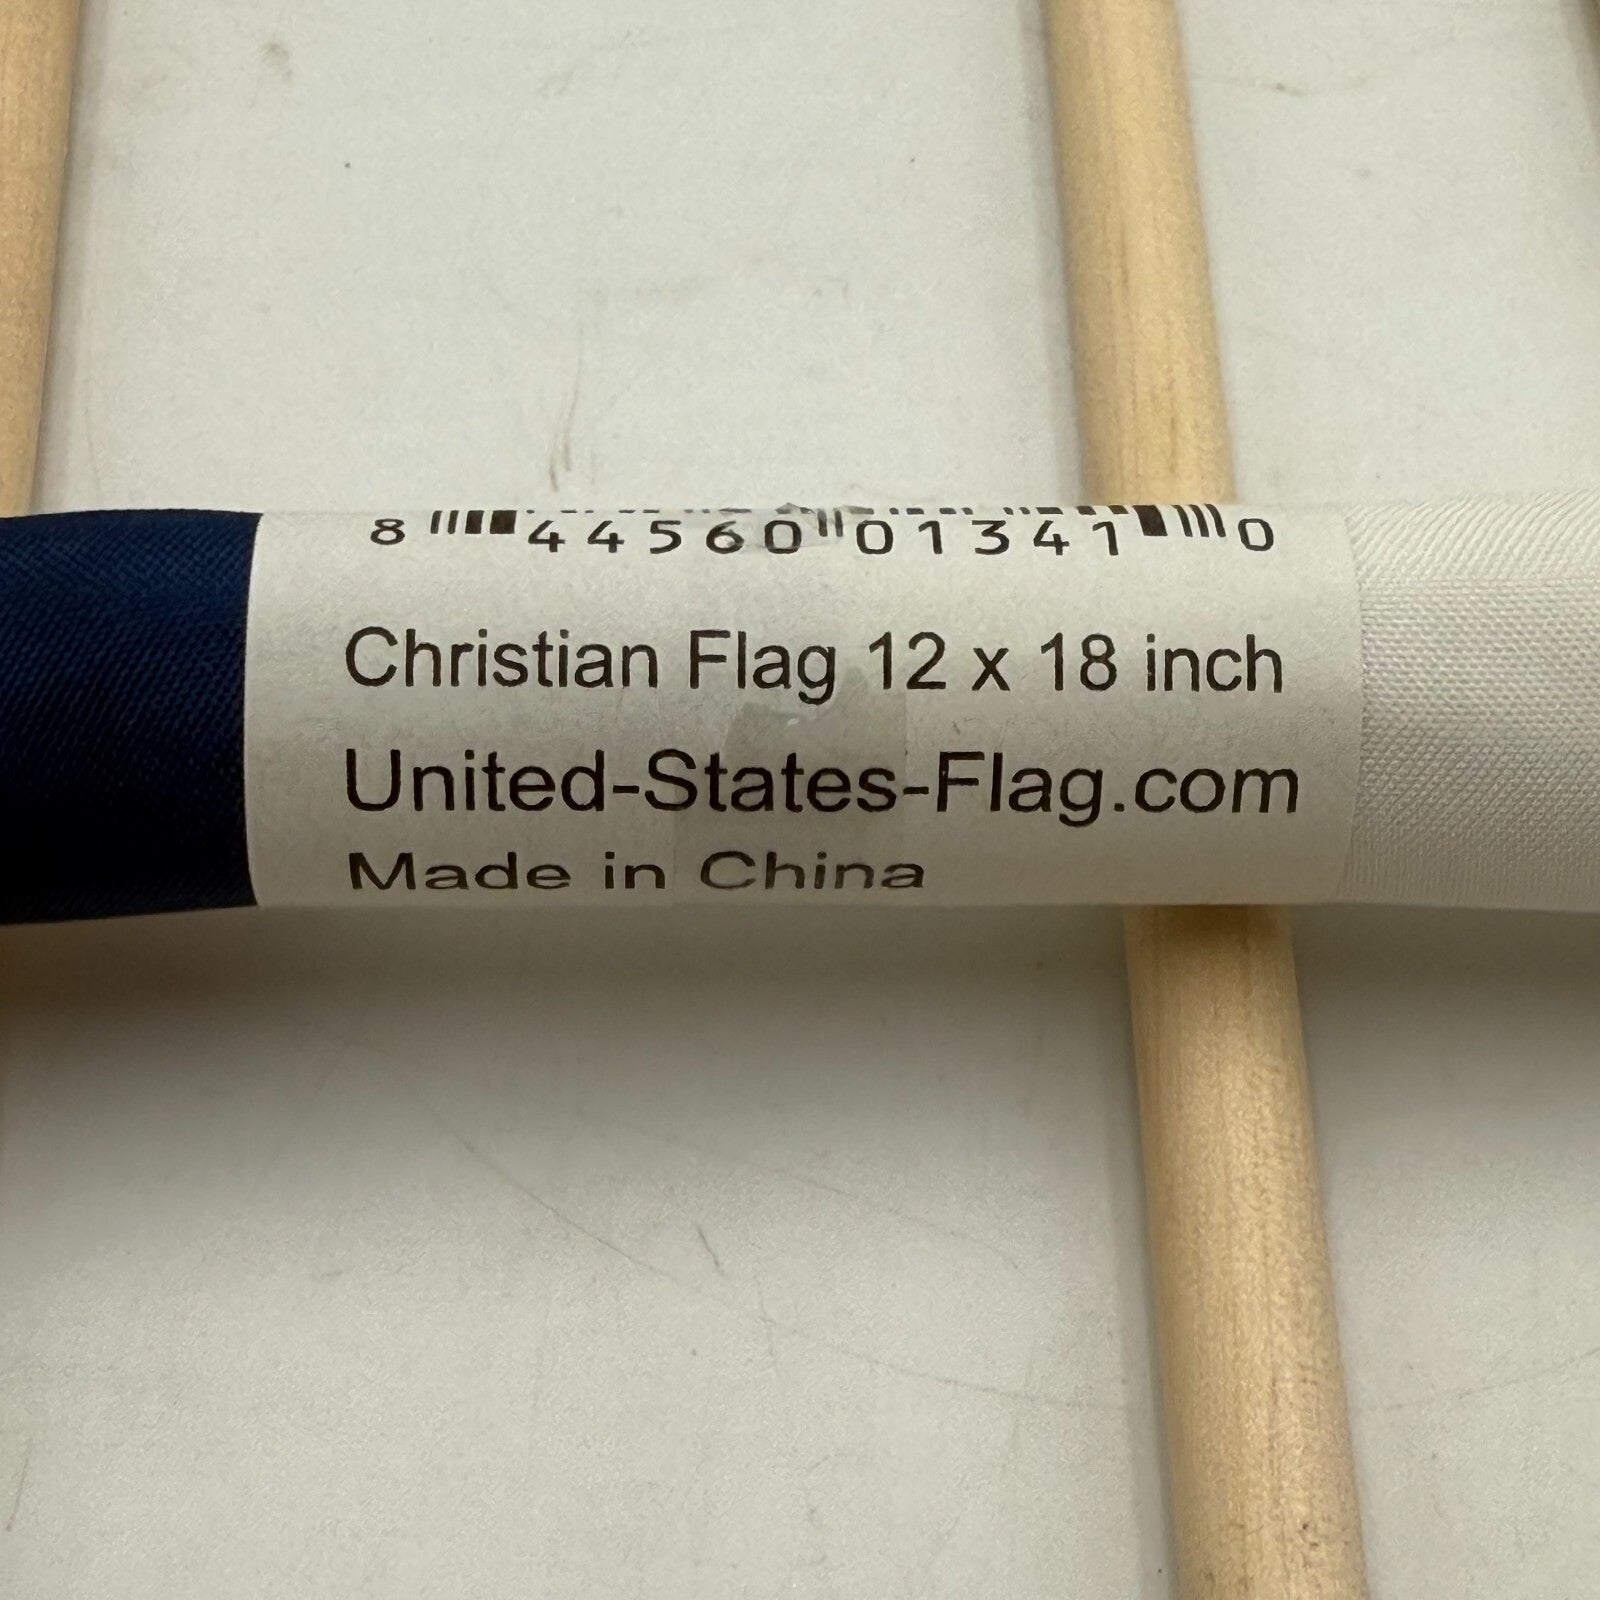 8 44560 01341 0
Christian Flag 12 x 18 inch
United-States-Flag.com
Made in China